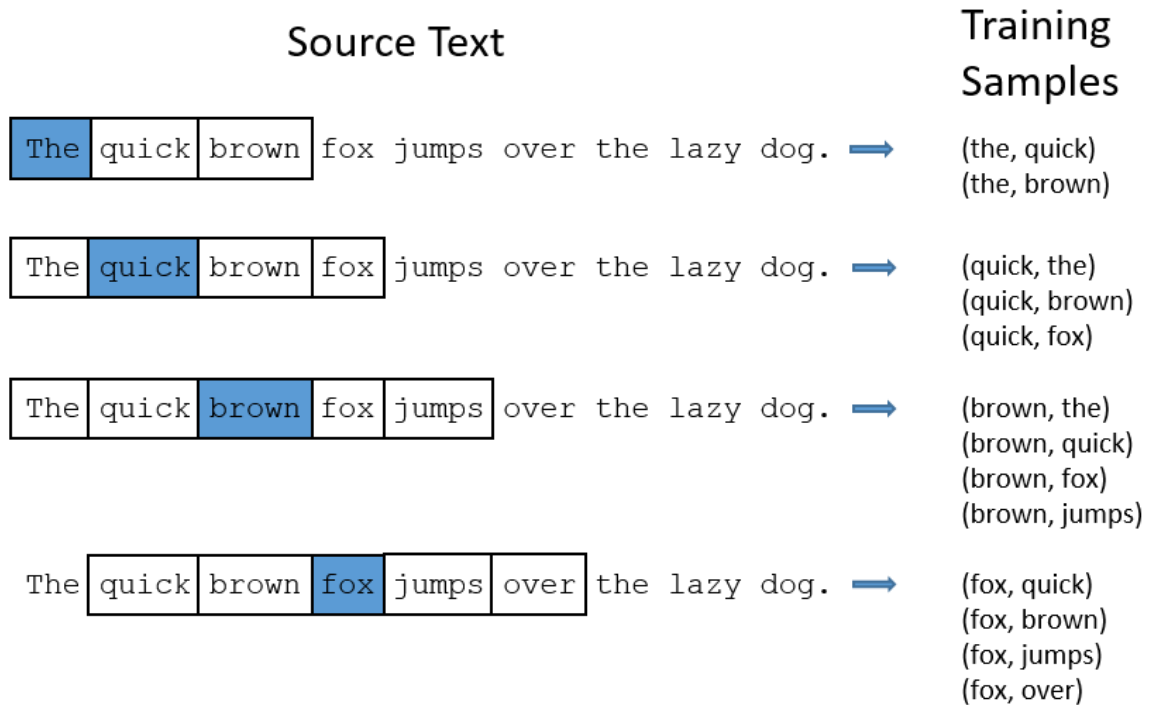 Source Text
Training
Samples
The quick brown fox jumps over the lazy dog.
(the, quick)
(the, brown)
The quick brown fox jumps over the lazy dog.
(quick, the)
(quick, brown)
(quick, fox)
The quick brown fox jumps over the lazy dog.
(brown, the)
(brown, quick)
(brown, fox)
(brown, jumps)
The quick brown fox jumps over the lazy dog.
(fox, quick)
(fox, brown)
(fox, jumps)
(fox, over)